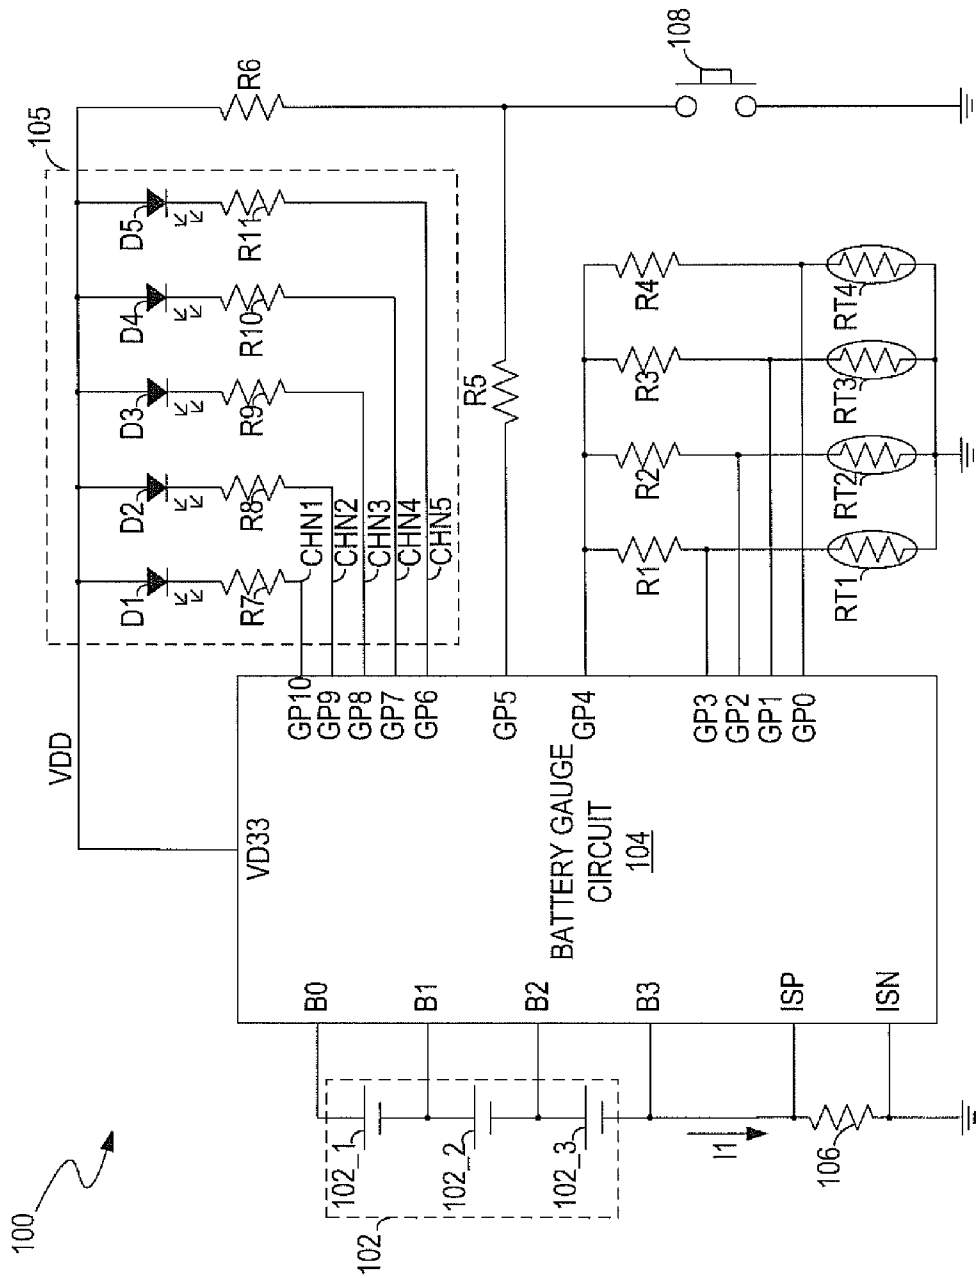 100
102
102_1
102_2
102_3
I1
106
B0
B1
B2
B3
ISP
ISN
BATTERY GAUGE
CIRCUIT
104
VD33
VDD
GP10
GP9
GP8
GP7
GP6
GP5
GP4
GP3
GP2
GP1
GP0
CHN1
CHN2
CHN3
CHN4
CHN5
105
D1
D2
D3
D4
D5
R7
R8
R9
R10
R11
R6
R5
108
R1
R2
R3
R4
RT1
RT2
RT3
RT4